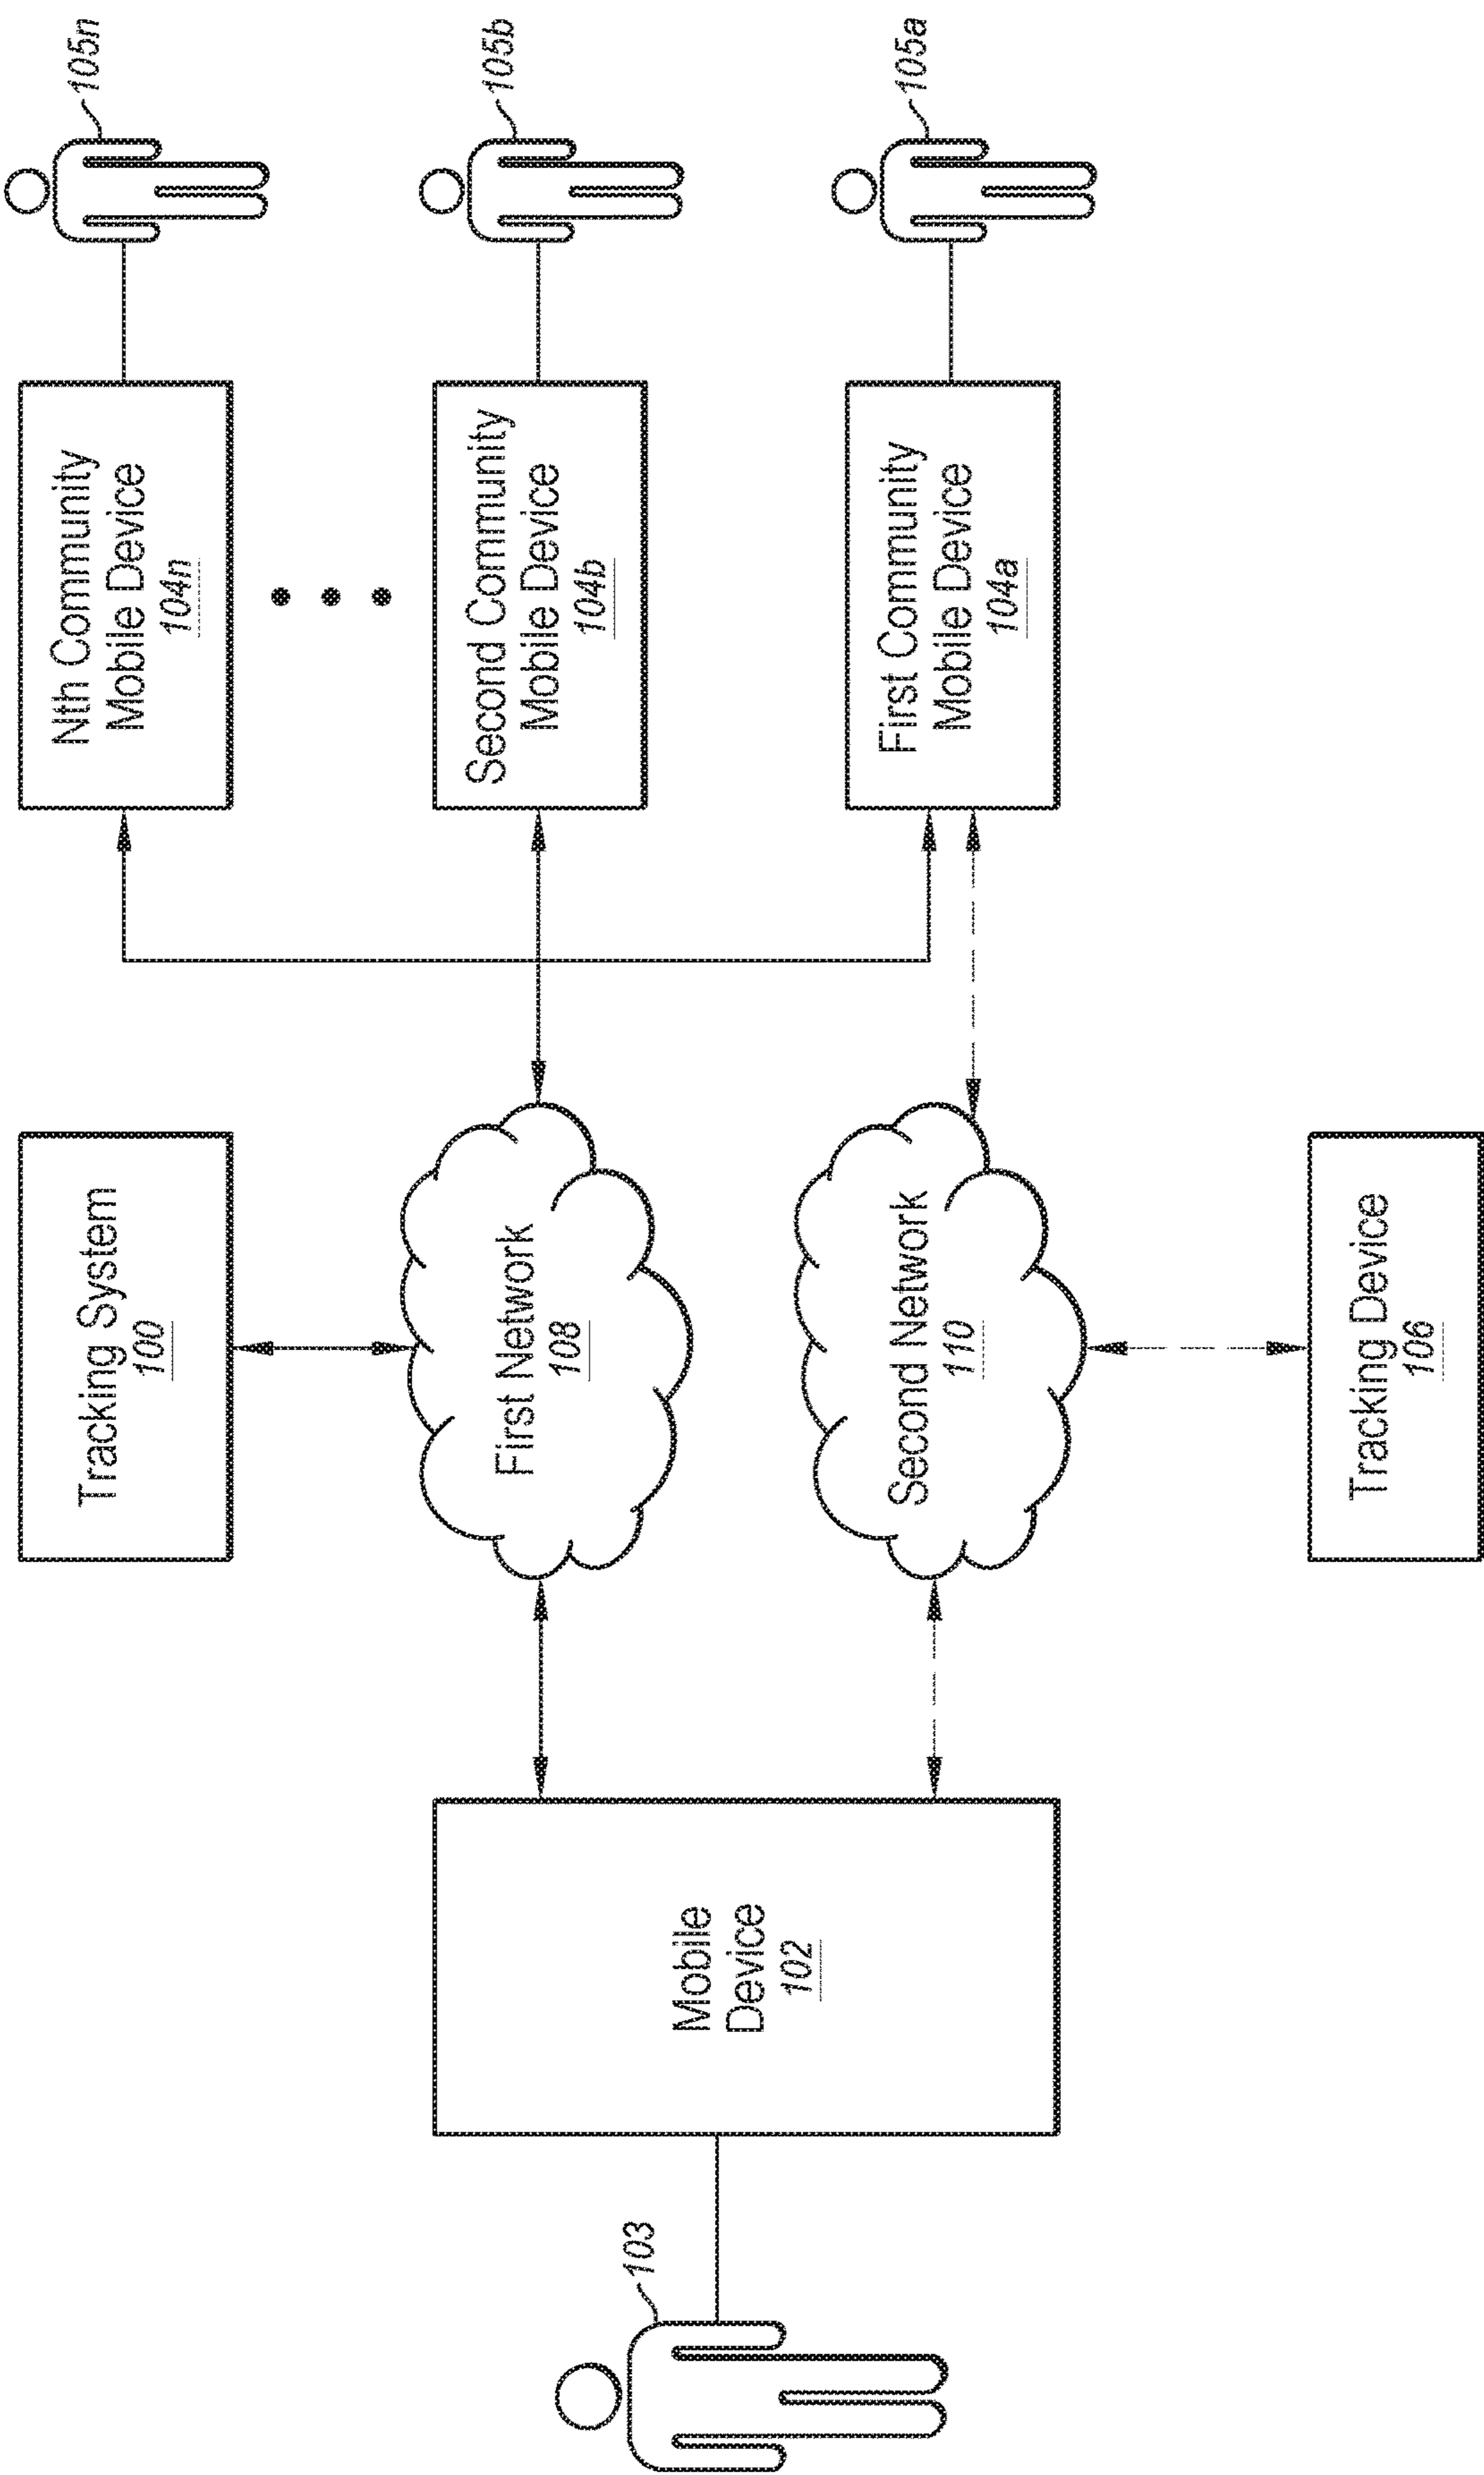 Tracking System
100
Nth Community
Mobile Device
104n
105n
103
Mobile
Device
102
First Network
108
Second Community
Mobile Device
104b
105b
Second Network
110
First Community
Mobile Device
104a
105a
Tracking Device
106